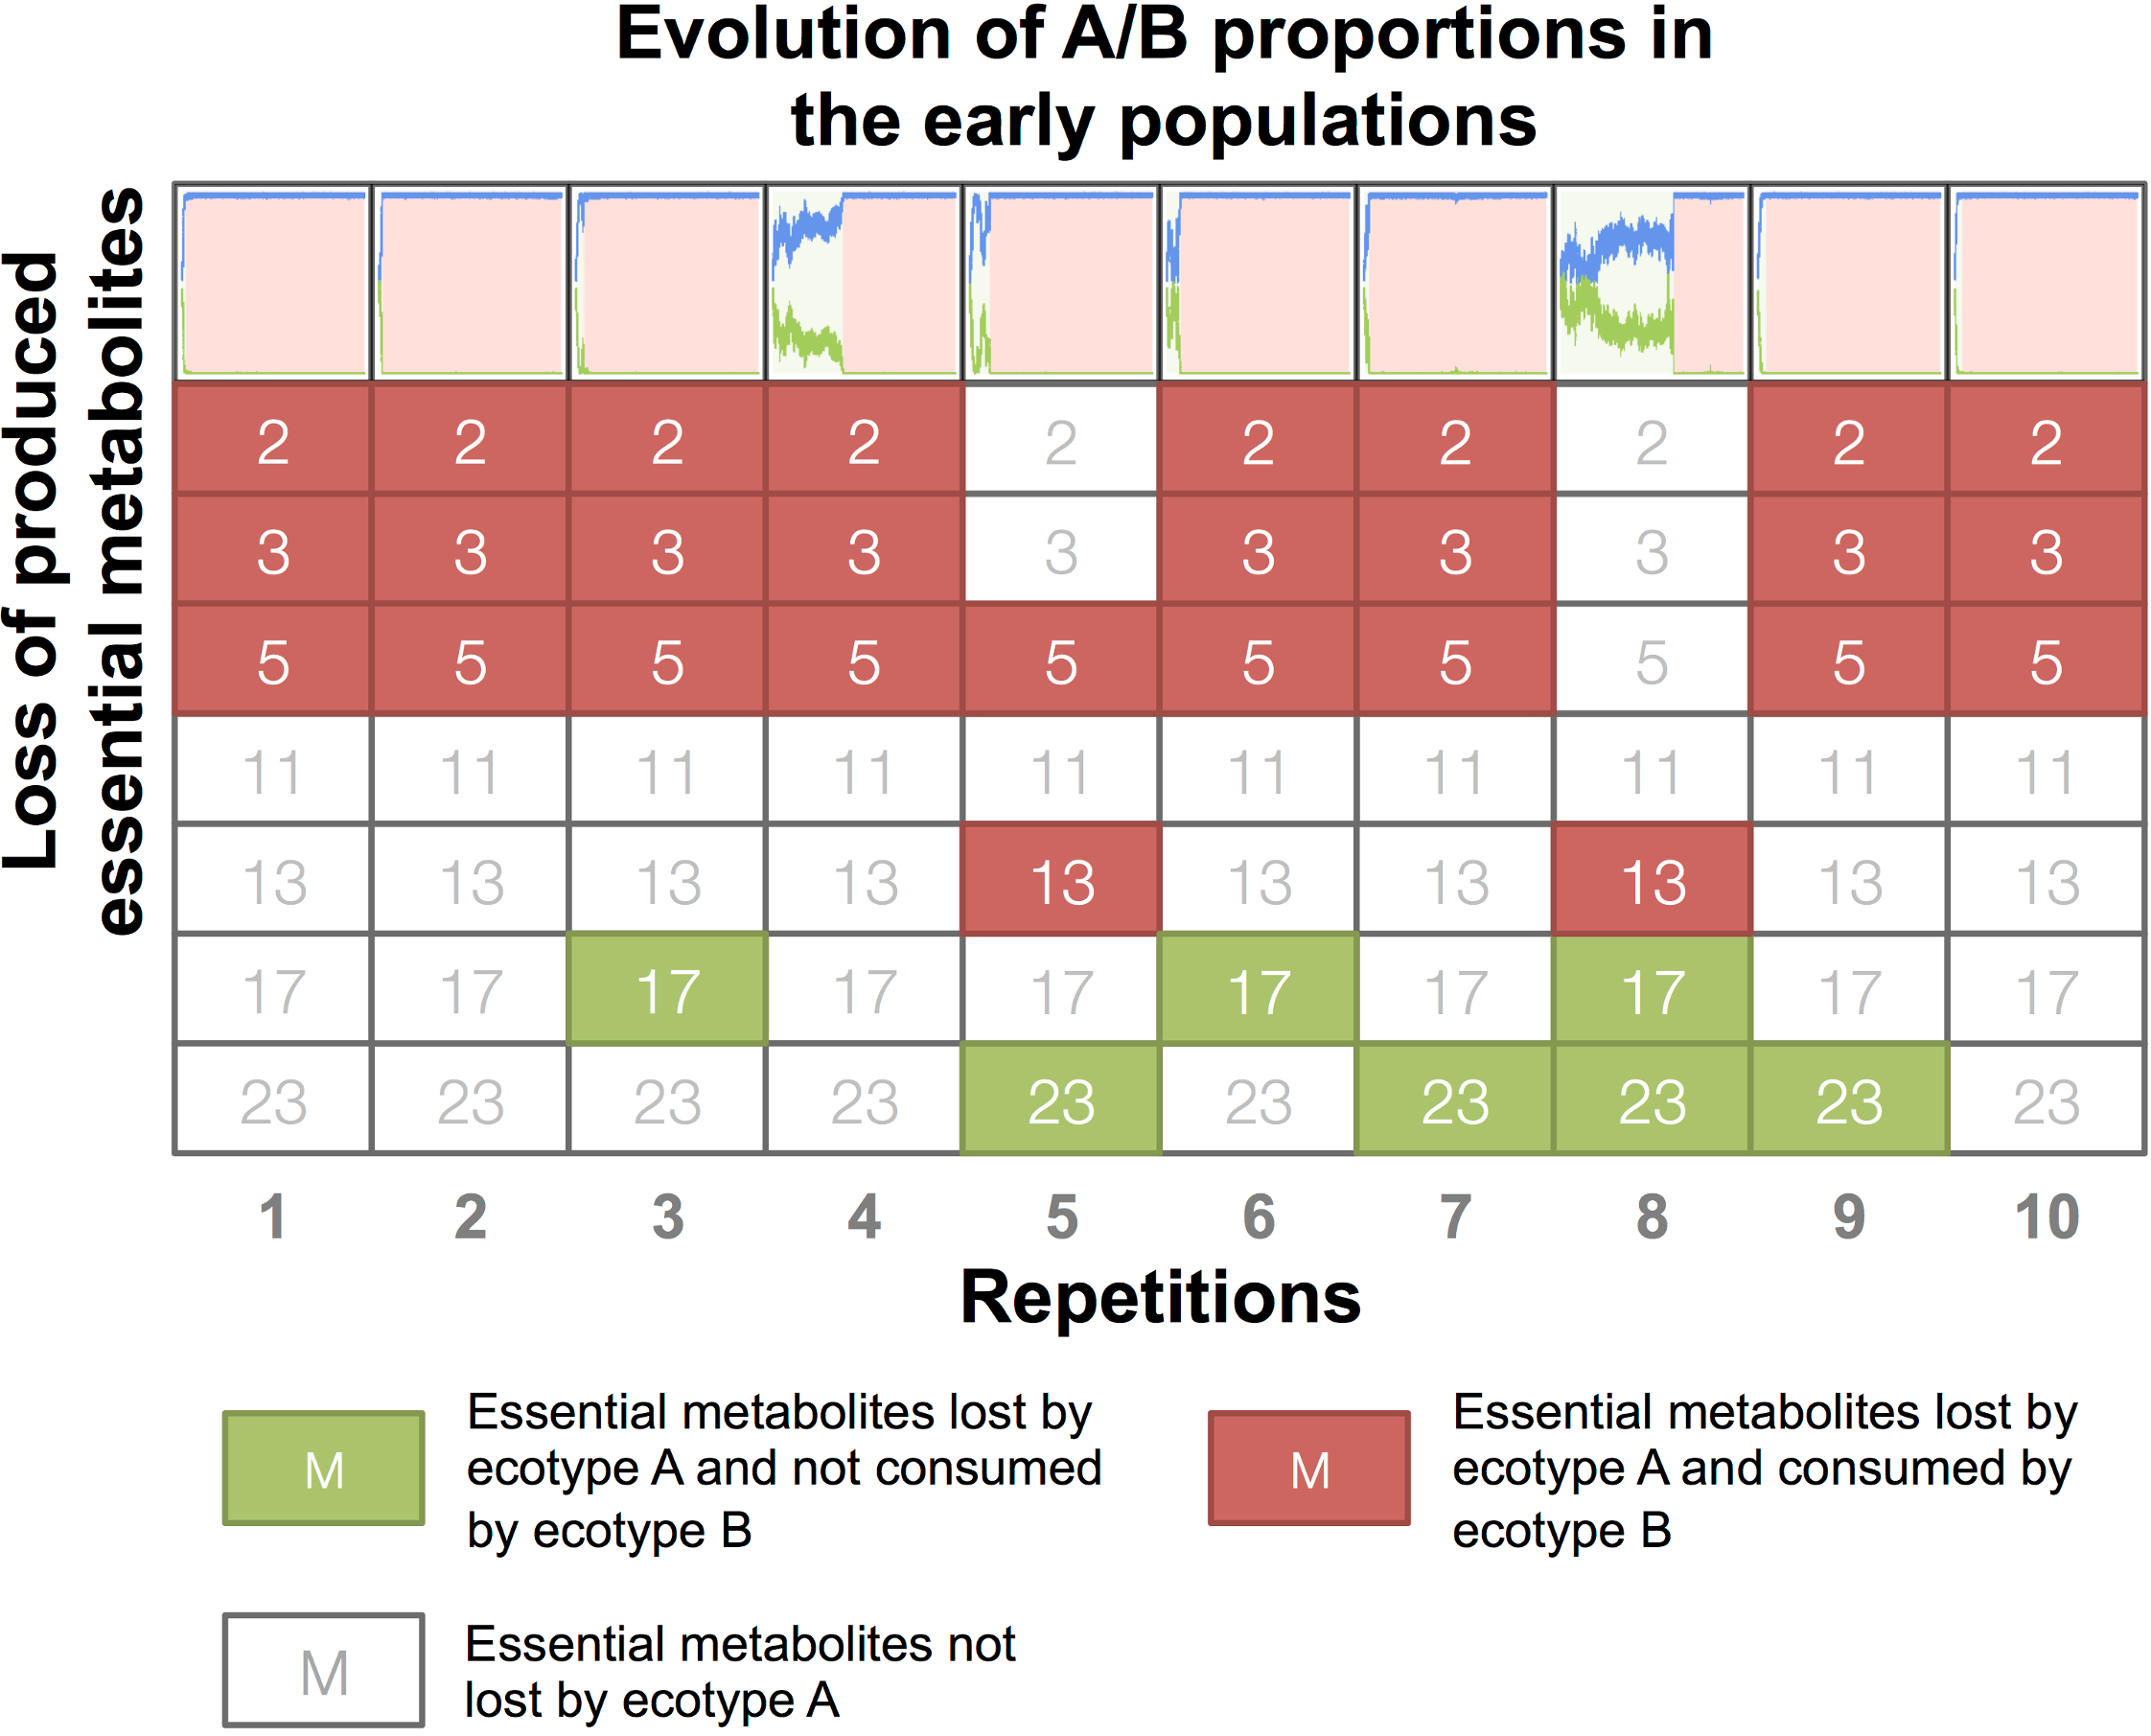 Evolution of A/B proportions in
the early populations
Loss of produced
essential metabolites
2 2 2 2 2 2 2 2 2 2
3 3 3 3 3 3 3 3 3 3
5 5 5 5 5 5 5 5 5 5
11 11 11 11 11 11 11 11 11 11
13 13 13 13 13 13 13 13 13 13
17 17 17 17 17 17 17 17 17 17
23 23 23 23 23 23 23 23 23 23
1 2 3 4 5 6 7 8 9 10
Repetitions
M
Essential metabolites lost by
ecotype A and not consumed
by ecotype B
M
Essential metabolites lost by
ecotype A and consumed by
ecotype B
M
Essential metabolites not
lost by ecotype A